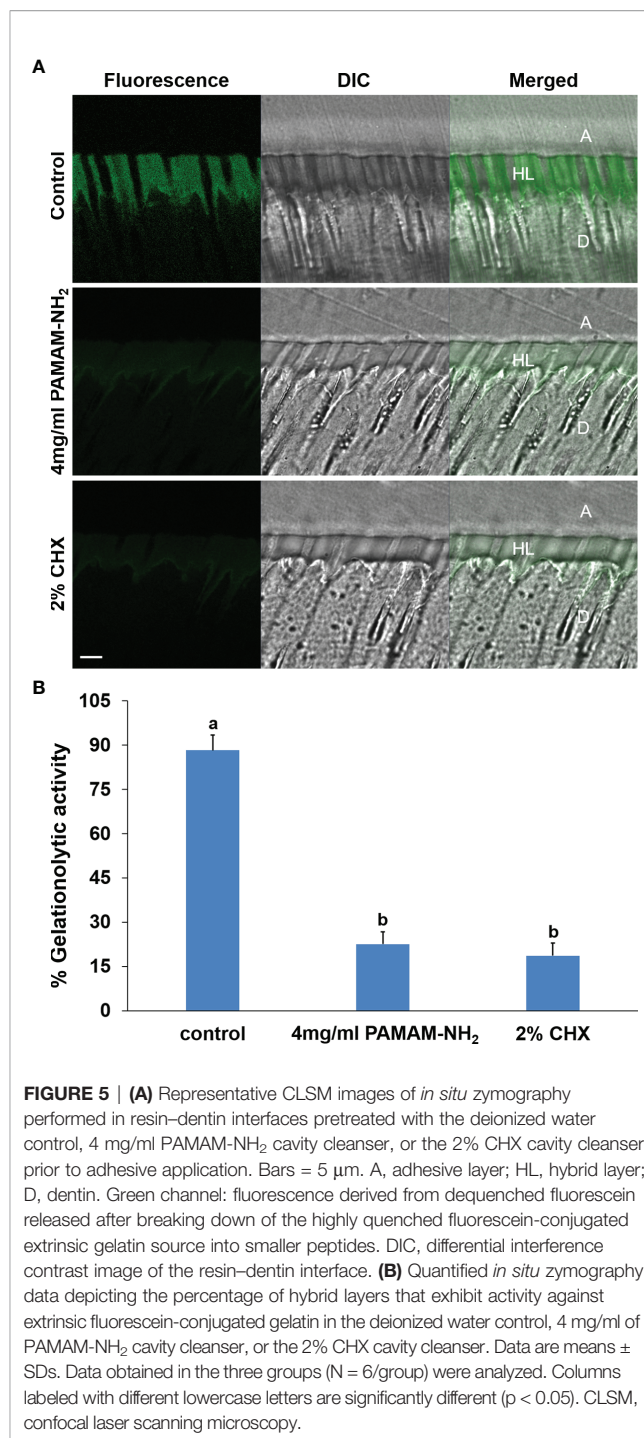 A
Fluorescence DIC Merged
Control
A
HL
D
4mg/ml PAMAM-NH₂
A
HL
D
2% CHX
A
HL
D
B
% Gelationolytic activity
105
90
75
60
45
30
15
0
a
b
b
control 4mg/ml PAMAM-NH₂ 2% CHX
FIGURE 5 | (A) Representative CLSM images of in situ zymography
performed in resin–dentin interfaces pretreated with the deionized water
control, 4 mg/ml PAMAM-NH₂ cavity cleanser, or the 2% CHX cavity cleanser
prior to adhesive application. Bars = 5 μm. A, adhesive layer; HL, hybrid layer;
D, dentin. Green channel: fluorescence derived from dequenched fluorescein
released after breaking down of the highly quenched fluorescein-conjugated
extrinsic gelatin source into smaller peptides. DIC, differential interference
contrast image of the resin–dentin interface. (B) Quantified in situ zymography
data depicting the percentage of hybrid layers that exhibit activity against
extrinsic fluorescein-conjugated gelatin in the deionized water control, 4 mg/ml of
PAMAM-NH₂ cavity cleanser, or the 2% CHX cavity cleanser. Data are means ±
SDs. Data obtained in the three groups (N = 6/group) were analyzed. Columns
labeled with different lowercase letters are significantly different (p < 0.05). CLSM,
confocal laser scanning microscopy.